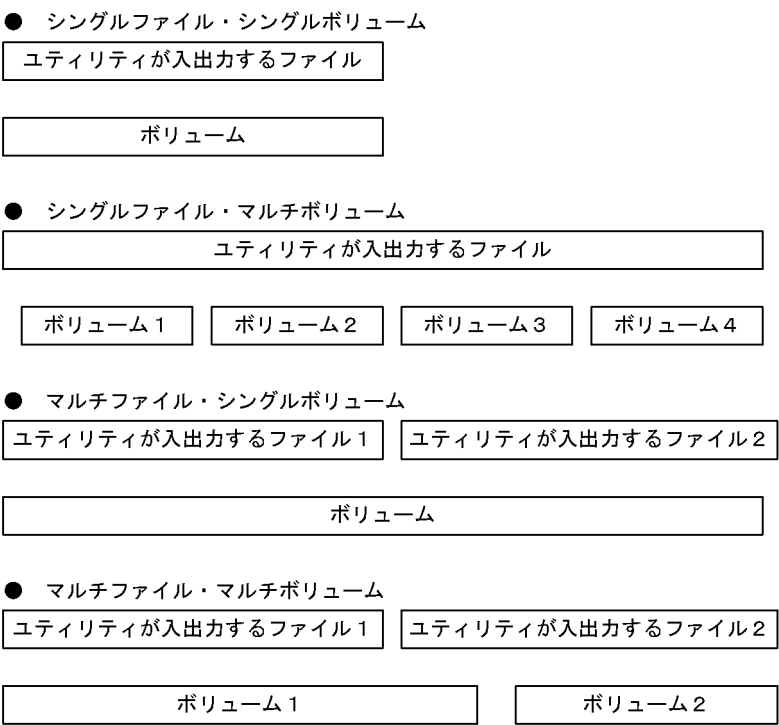 ● シングルファイル・シングルボリューム
ユティリティが入出力するファイル
ボリューム
● シングルファイル・マルチボリューム
ユティリティが入出力するファイル
ボリューム1 ボリューム2 ボリューム3 ボリューム4
● マルチファイル・シングルボリューム
ユティリティが入出力するファイル1 ユティリティが入出力するファイル2
ボリューム
● マルチファイル・マルチボリューム
ユティリティが入出力するファイル1 ユティリティが入出力するファイル2
ボリューム1 ボリューム2